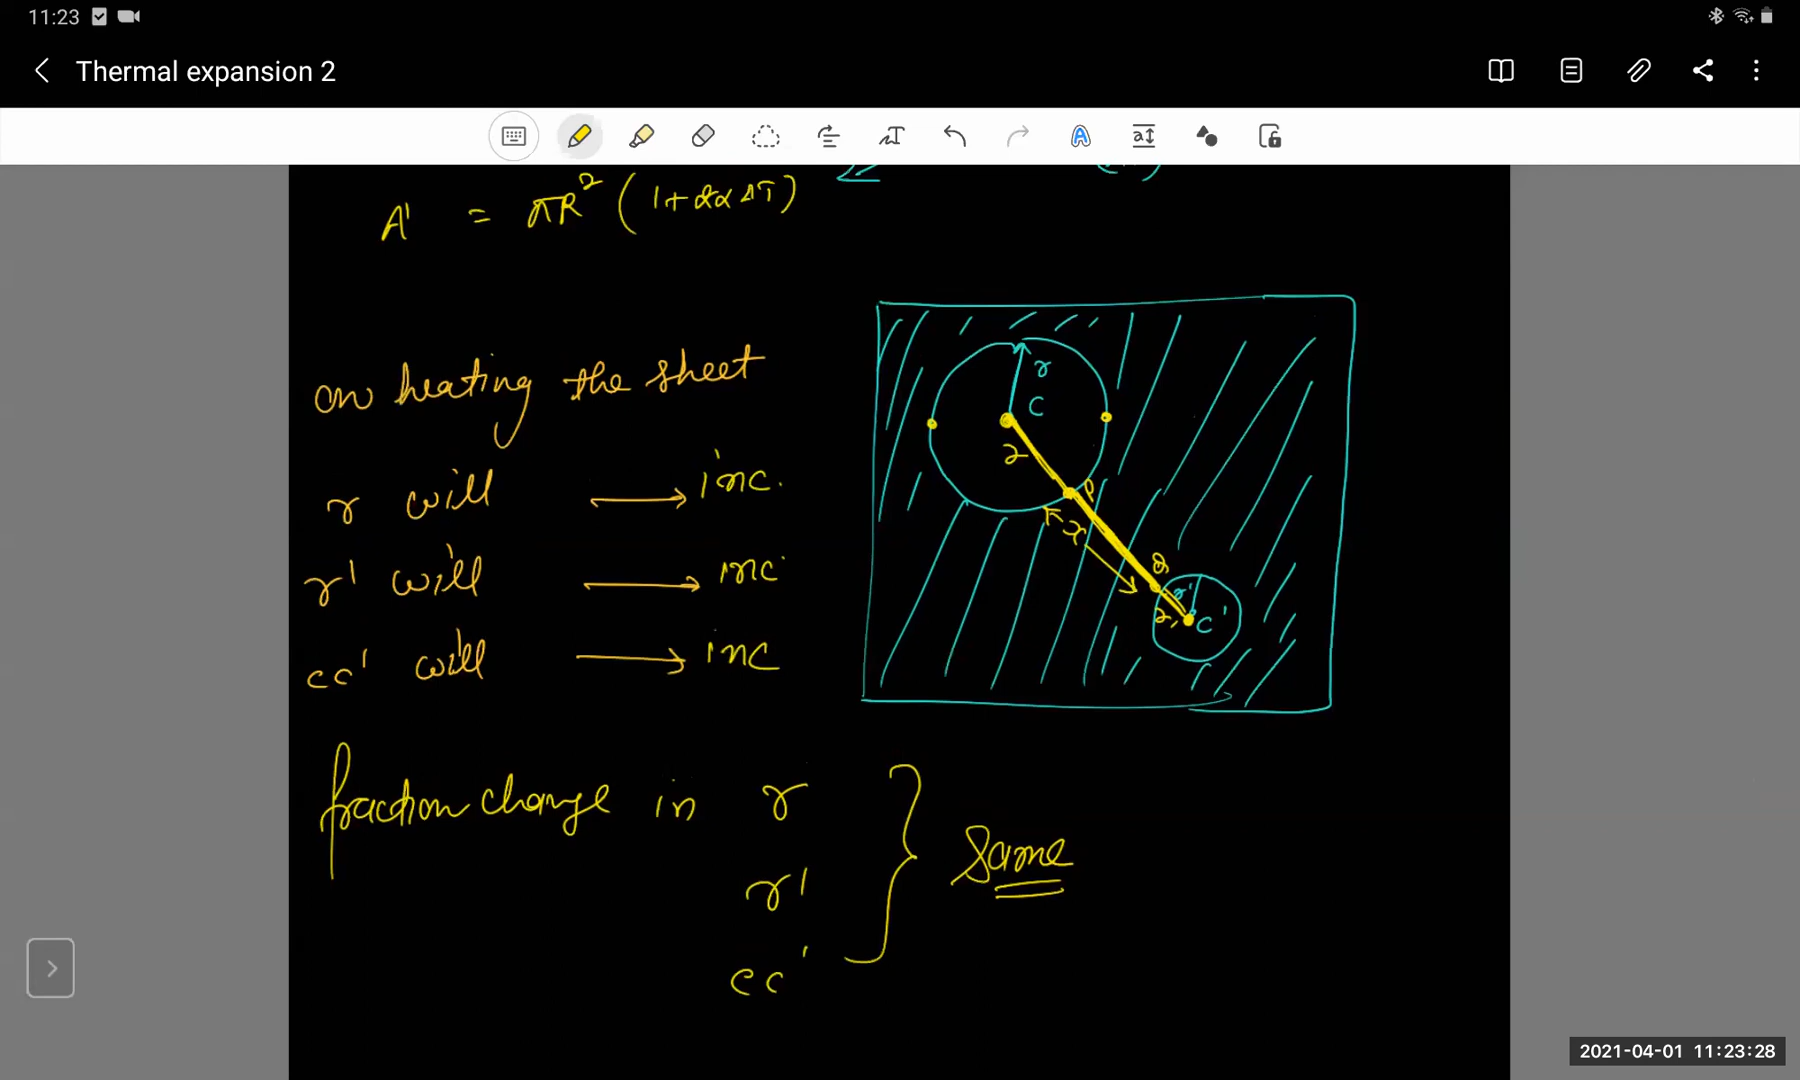 11:23
Thermal expansion 2
A' = πR² (1+2α ΔT)
on heating the sheet
r will → inc.
r' will → inc
cc' will → inc
r
C
r
P
x
Q
r'
r'
C'
fraction change in r
r'
cc'
Same
2021-04-01 11:23:28